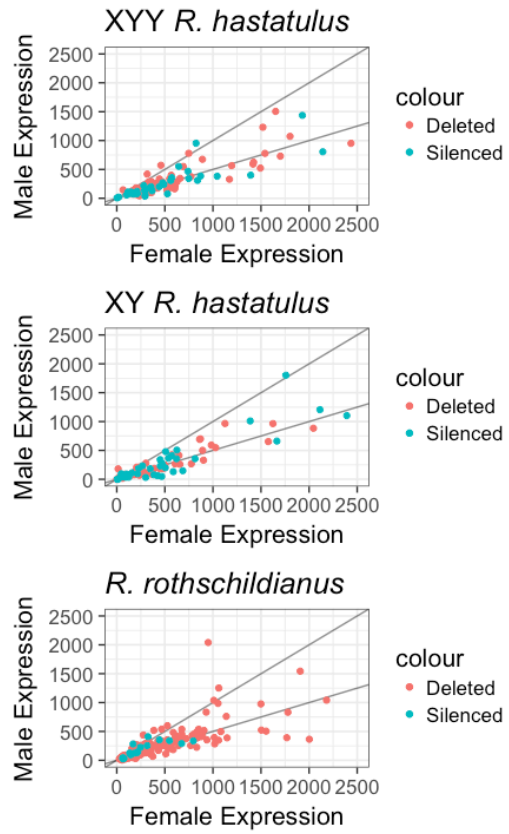 XYY R. hastatulus
2500
2000
1500
1000
500
0
Male Expression
0 500 1000 1500 2000 2500
Female Expression
colour
Deleted
Silenced
XY R. hastatulus
2500
2000
1500
1000
500
0
Male Expression
0 500 1000 1500 2000 2500
Female Expression
colour
Deleted
Silenced
R. rothschildianus
2500
2000
1500
1000
500
0
Male Expression
0 500 1000 1500 2000 2500
Female Expression
colour
Deleted
Silenced